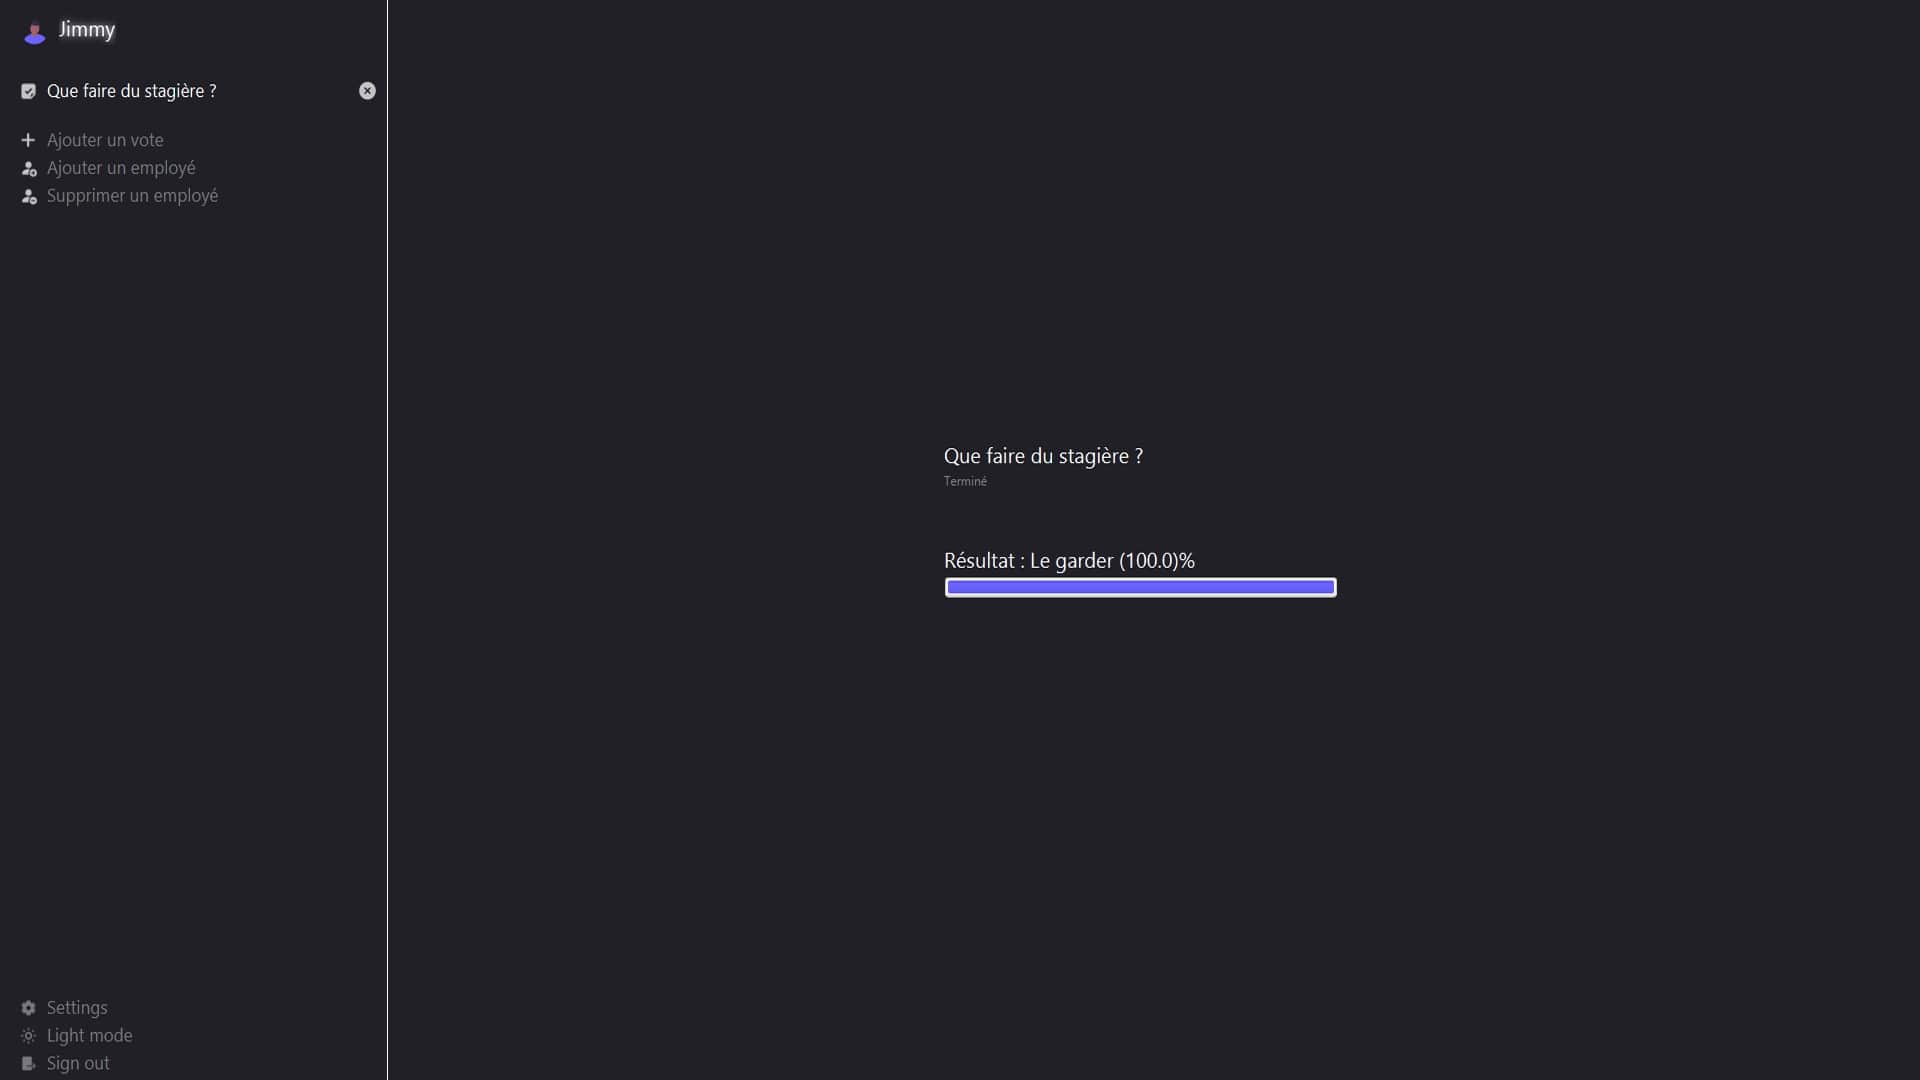 Jimmy
Que faire du stagière ?
Ajouter un vote
Ajouter un employé
Supprimer un employé
Que faire du stagière ?
Terminé
Résultat : Le garder (100.0)%
Settings
Light mode
Sign out